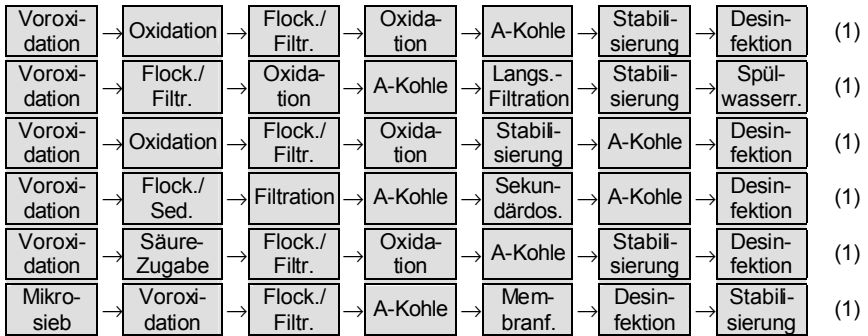 Voroxi- Flock./ Oxida- Stabili- Desin-
dation → Oxidation → Filtr. → tion → A-Kohle → sierung → fektion (1)
Voroxi- Flock./ Oxida- Langs.- Stabili- Spül-
dation → Filtr. → tion → A-Kohle → Filtration → sierung → wasserr. (1)
Voroxi- Flock./ Oxida- Stabili- Desin-
dation → Oxidation → Filtr. → tion → sierung → A-Kohle → fektion (1)
Voroxi- Flock./ Sekun- Desin-
dation → Sed. → Filtration → A-Kohle → därdos. → A-Kohle → fektion (1)
Voroxi- Säure- Flock./ Oxida- Stabili- Desin-
dation → Zugabe → Filtr. → tion → A-Kohle → sierung → fektion (1)
Mikro- Voroxi- Flock./ Mem- Desin- Stabili-
sieb → dation → Filtr. → A-Kohle → branf. → fektion → sierung (1)